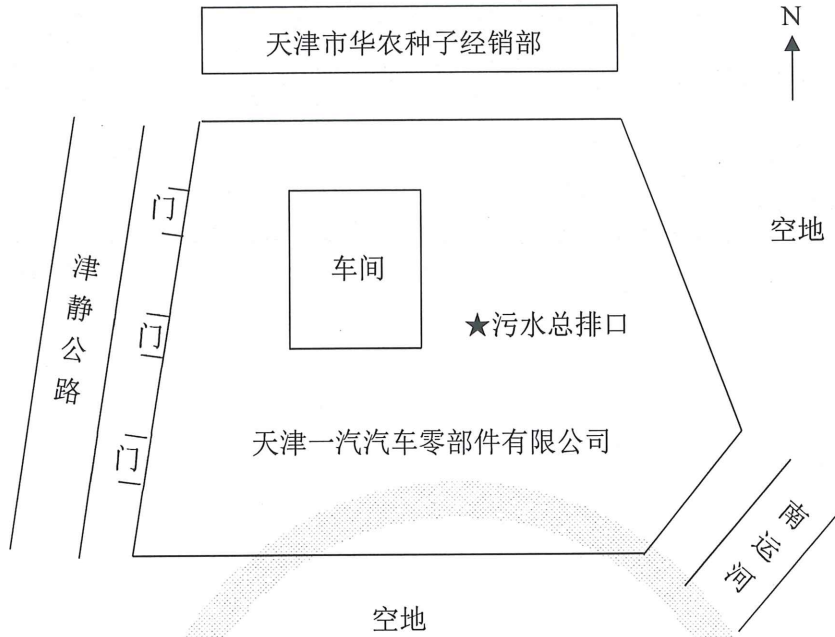 N
天津市华农种子经销部
门
空地
车间
津静公路
门
★污水总排口
天津一汽汽车零部件有限公司
门
南运河
空地